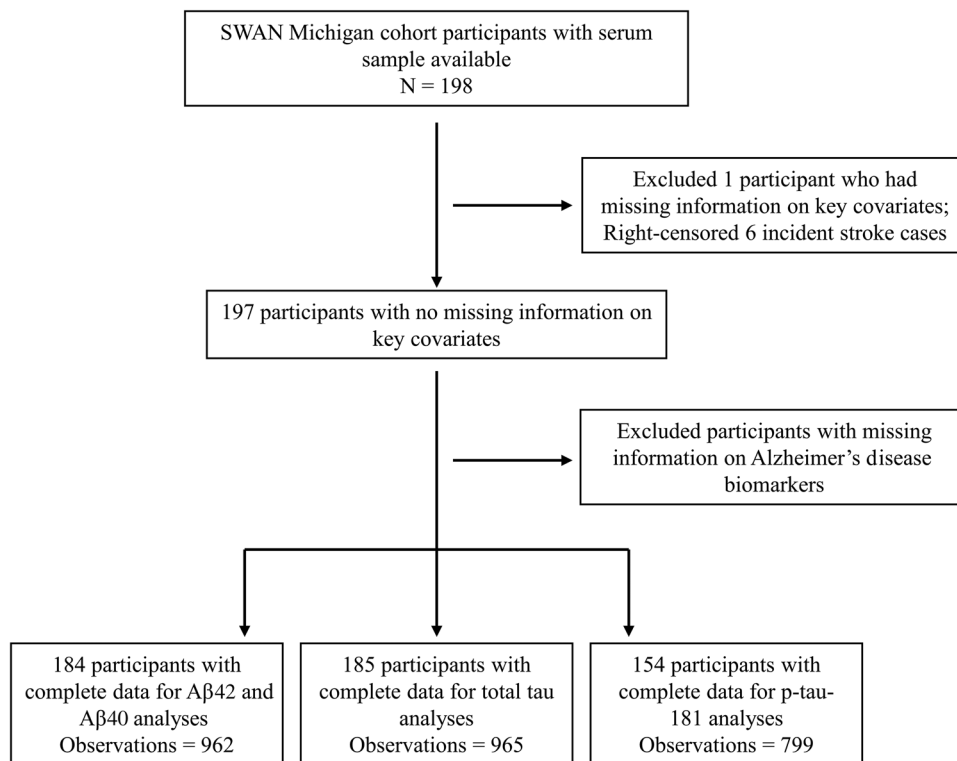 SWAN Michigan cohort participants with serum
sample available
N = 198
Excluded 1 participant who had
missing information on key covariates;
Right-censored 6 incident stroke cases
197 participants with no missing information on
key covariates
Excluded participants with missing
information on Alzheimer’s disease
biomarkers
184 participants with
complete data for Aβ42 and
Aβ40 analyses
Observations = 962
185 participants with
complete data for total tau
analyses
Observations = 965
154 participants with
complete data for p-tau-
181 analyses
Observations = 799